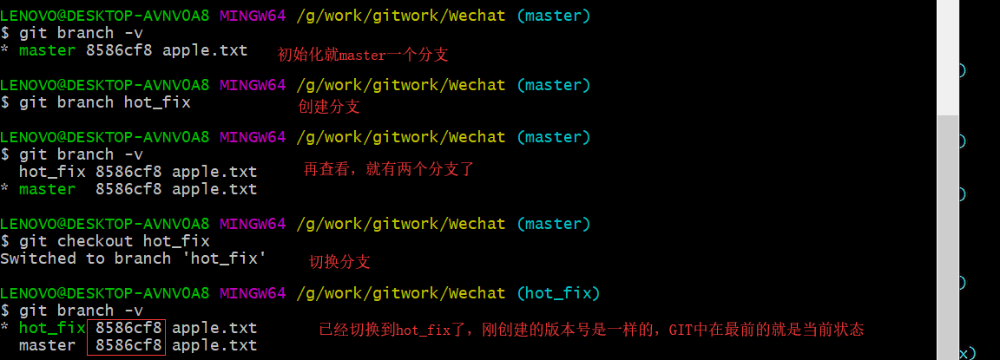 LENOVO@DESKTOP-AVNV0A8 MINGW64 /g/work/gitwork/Wechat (master)
$ git branch -v
* master 8586cf8 apple.txt 初始化就master一个分支
LENOVO@DESKTOP-AVNV0A8 MINGW64 /g/work/gitwork/Wechat (master)
$ git branch hot_fix 创建分支
LENOVO@DESKTOP-AVNV0A8 MINGW64 /g/work/gitwork/Wechat (master)
$ git branch -v
hot_fix 8586cf8 apple.txt 再查看，就有两个分支了
* master 8586cf8 apple.txt
LENOVO@DESKTOP-AVNV0A8 MINGW64 /g/work/gitwork/Wechat (master)
$ git checkout hot_fix
Switched to branch 'hot_fix' 切换分支
LENOVO@DESKTOP-AVNV0A8 MINGW64 /g/work/gitwork/Wechat (hot_fix)
$ git branch -v
* hot_fix 8586cf8 apple.txt 已经切换到hot_fix了，刚创建的版本号是一样的，GIT中在最前的就是当前状态
master 8586cf8 apple.txt
)
)
)
)
x)